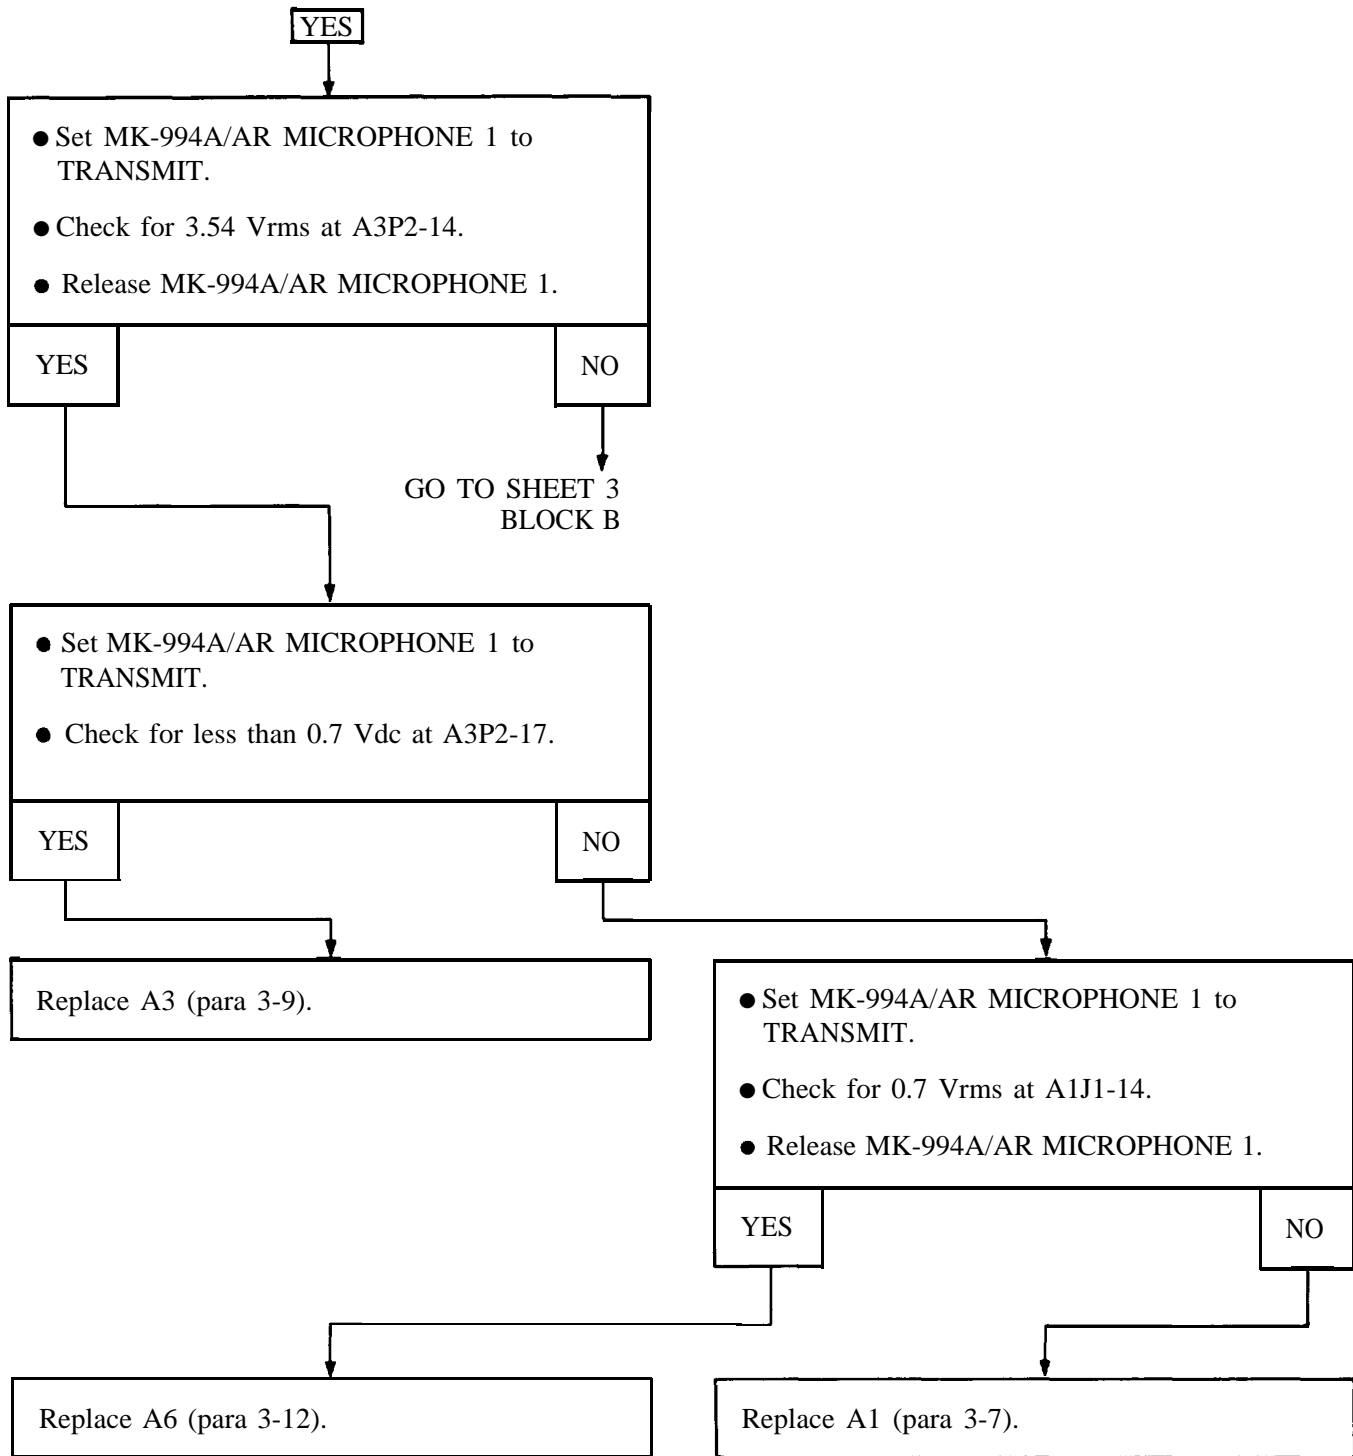 YES
● Set MK-994A/AR MICROPHONE 1 to
TRANSMIT.
● Check for 3.54 Vrms at A3P2-14.
● Release MK-994A/AR MICROPHONE 1.
YES
NO
GO TO SHEET 3
BLOCK B
● Set MK-994A/AR MICROPHONE 1 to
TRANSMIT.
● Check for less than 0.7 Vdc at A3P2-17.
YES
NO
Replace A3 (para 3-9).
● Set MK-994A/AR MICROPHONE 1 to
TRANSMIT.
● Check for 0.7 Vrms at A1J1-14.
● Release MK-994A/AR MICROPHONE 1.
YES
NO
Replace A6 (para 3-12).
Replace A1 (para 3-7).